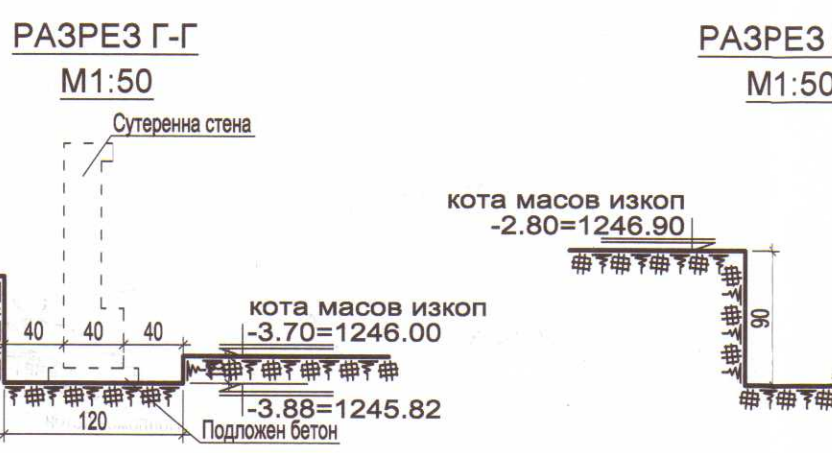 РАЗРЕЗ Г-Г
М1:50
Сутеренна стена
40
40
40
кота масов изкоп
-3.70=1246.00
-3.88=1245.82
120
Подложен бетон
РАЗРЕЗ
М1:50
кота масов изкоп
-2.80=1246.90
90